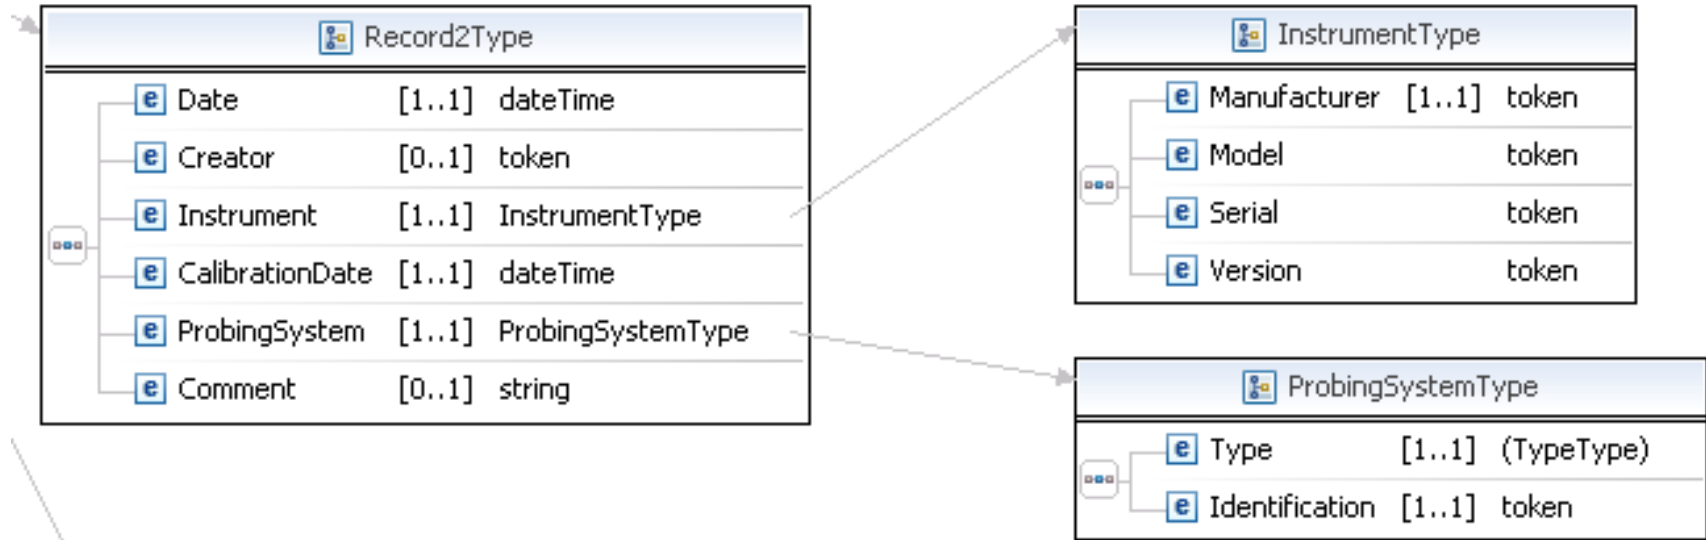 Record2Type
e Date [1..1] dateTime
e Creator [0..1] token
e Instrument [1..1] InstrumentType
e CalibrationDate [1..1] dateTime
e ProbingSystem [1..1] ProbingSystemType
e Comment [0..1] string
InstrumentType
e Manufacturer [1..1] token
e Model token
e Serial token
e Version token
ProbingSystemType
e Type [1..1] (TypeType)
e Identification [1..1] token